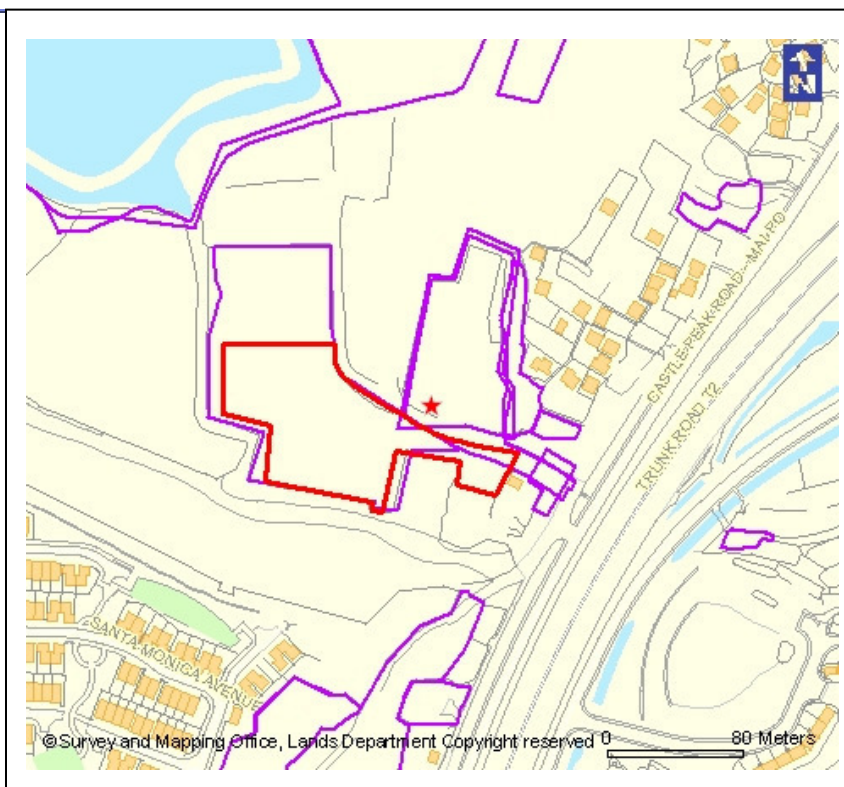 N
CASTLE PEAK ROAD - MAI PO
TRUNK ROAD T2
SANTA MONICA AVENUE
©Survey and Mapping Office, Lands Department Copyright reserved 0 80 Meters